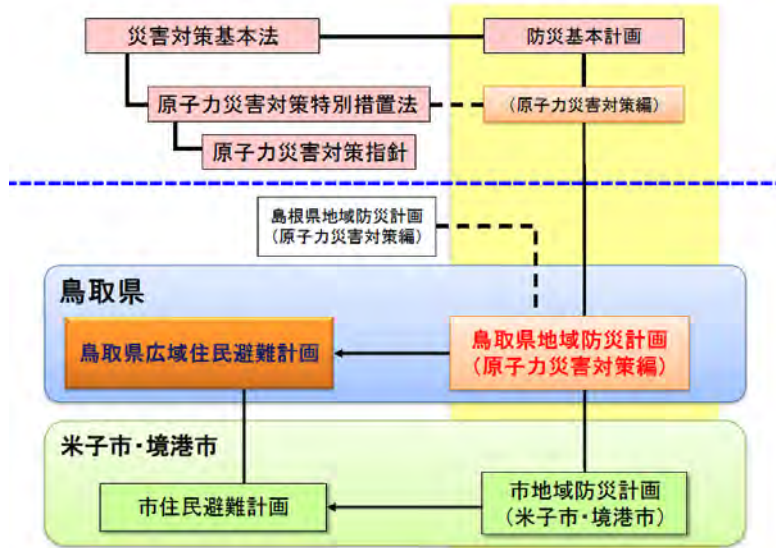 災害対策基本法
防災基本計画
原子力災害対策特別措置法
(原子力災害対策編)
原子力災害対策指針
島根県地域防災計画
(原子力災害対策編)
鳥取県
鳥取県広域住民避難計画
鳥取県地域防災計画
(原子力災害対策編)
米子市・境港市
市住民避難計画
市地域防災計画
(米子市・境港市)